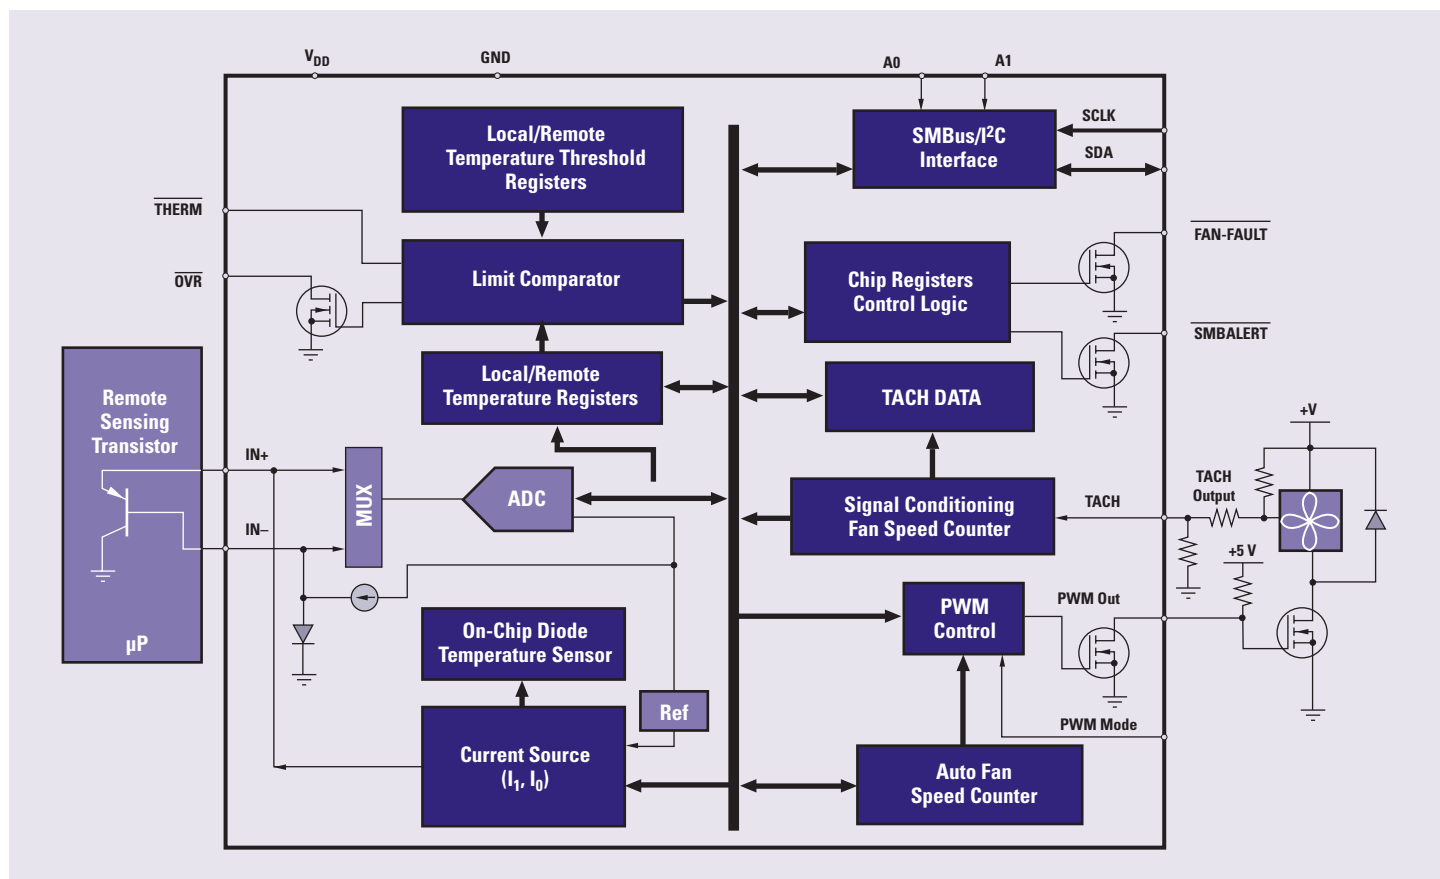 V_DD
GND
A0
A1
Local/Remote
Temperature Threshold
Registers
SMBus/I²C
Interface
SCLK
SDA
THERM
OVR
Limit Comparator
Chip Registers
Control Logic
FAN-FAULT
SMBALERT
Local/Remote
Temperature Registers
TACH DATA
Remote
Sensing
Transistor
µP
IN+
IN–
MUX
ADC
Signal Conditioning
Fan Speed Counter
TACH
TACH
Output
+V
+5 V
On-Chip Diode
Temperature Sensor
PWM
Control
PWM Out
Ref
PWM Mode
Current Source
(I₁, I₀)
Auto Fan
Speed Counter